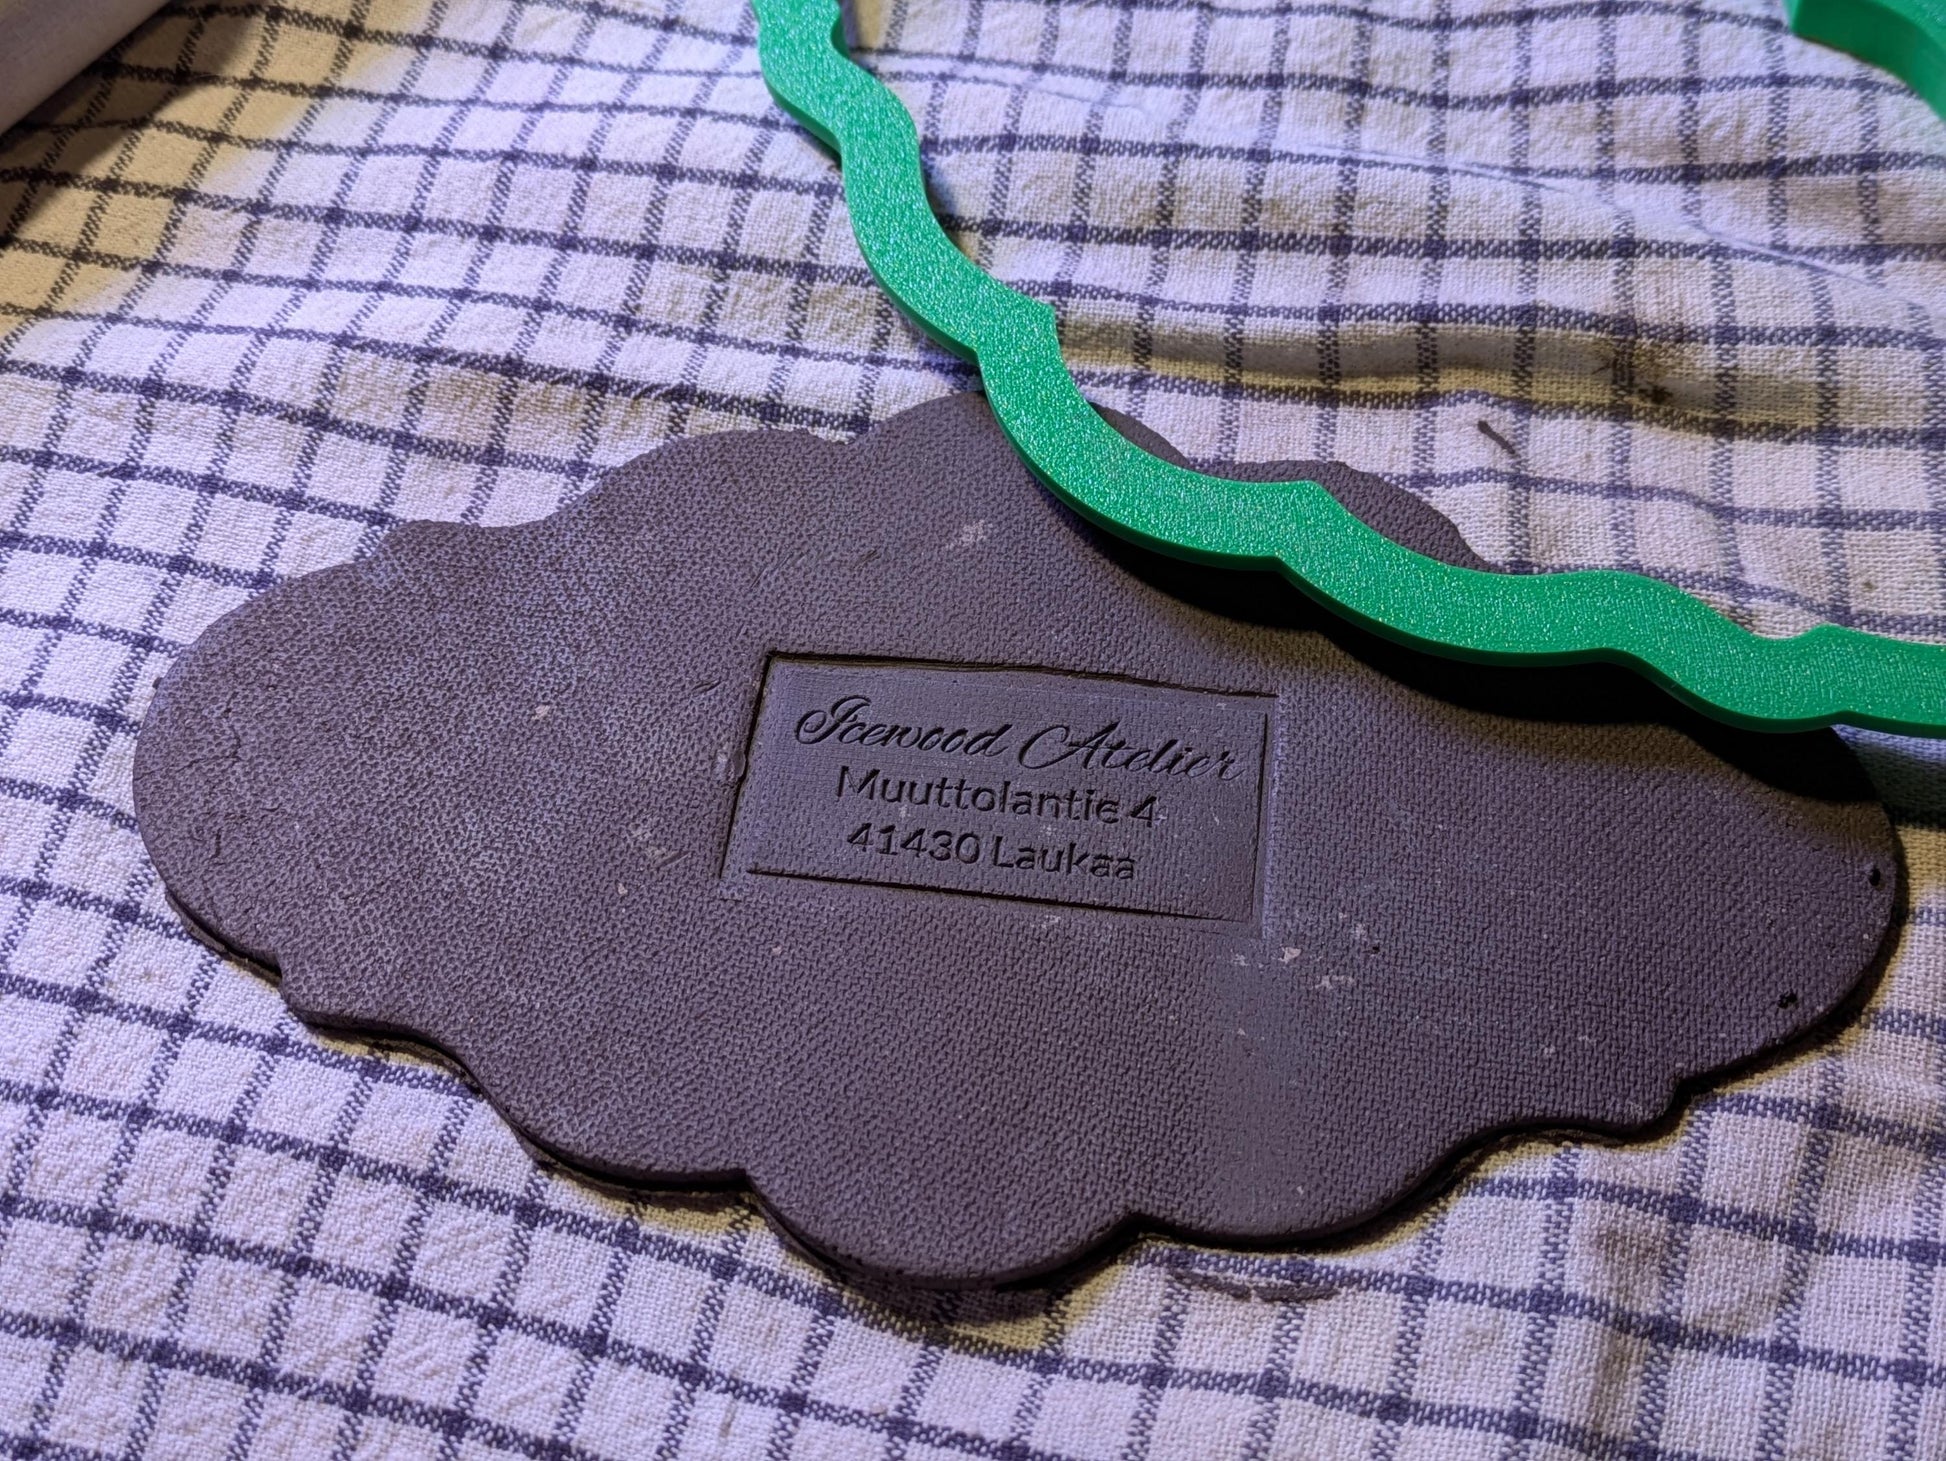 Icewood Atelier
Muuttolantie 4
41430 Laukaa